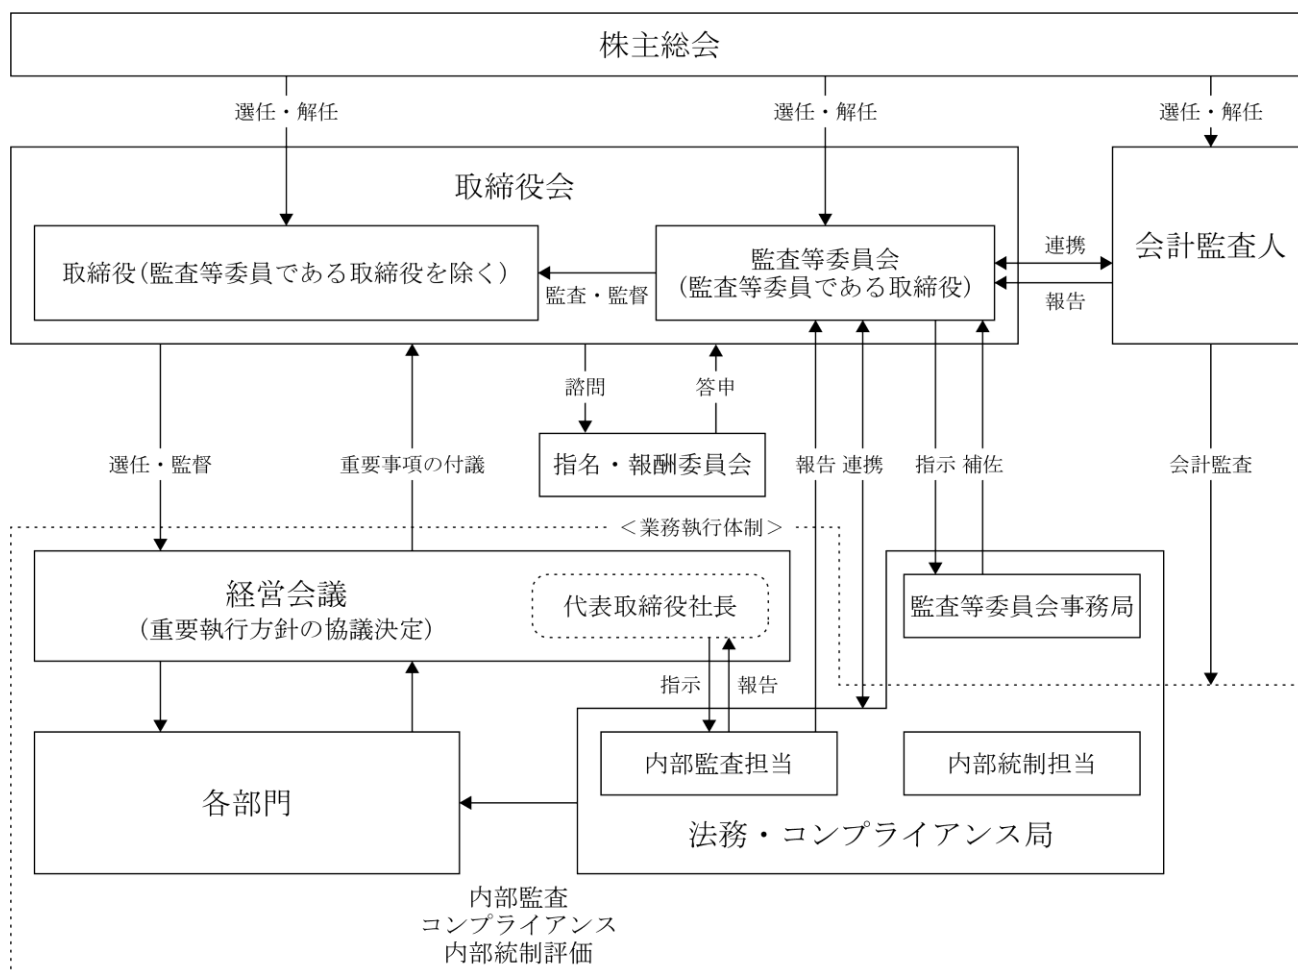 株主総会
選任・解任
選任・解任
選任・解任
取締役会
取締役(監査等委員である取締役を除く)
監査・監督
監査等委員会
(監査等委員である取締役)
連携
報告
会計監査人
諮問
答申
指名・報酬委員会
選任・監督
重要事項の付議
報告
連携
指示
補佐
会計監査
＜業務執行体制＞
経営会議
(重要執行方針の協議決定)
代表取締役社長
指示
報告
監査等委員会事務局
各部門
内部監査担当
内部統制担当
法務・コンプライアンス局
内部監査
コンプライアンス
内部統制評価